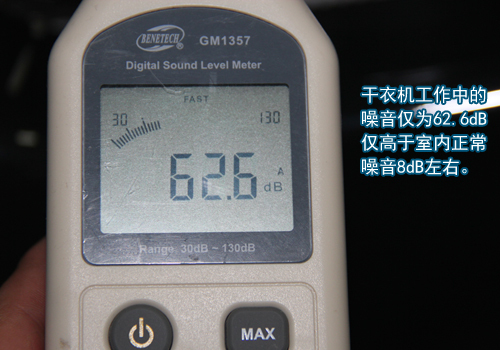 BENETECH
GM1357
Digital Sound Level Meter
FAST
30 130
62.6 A
dB
Range: 30dB ~ 130dB
MAX
干衣机工作中的
噪音仅为62.6dB
仅高于室内正常
噪音8dB左右。